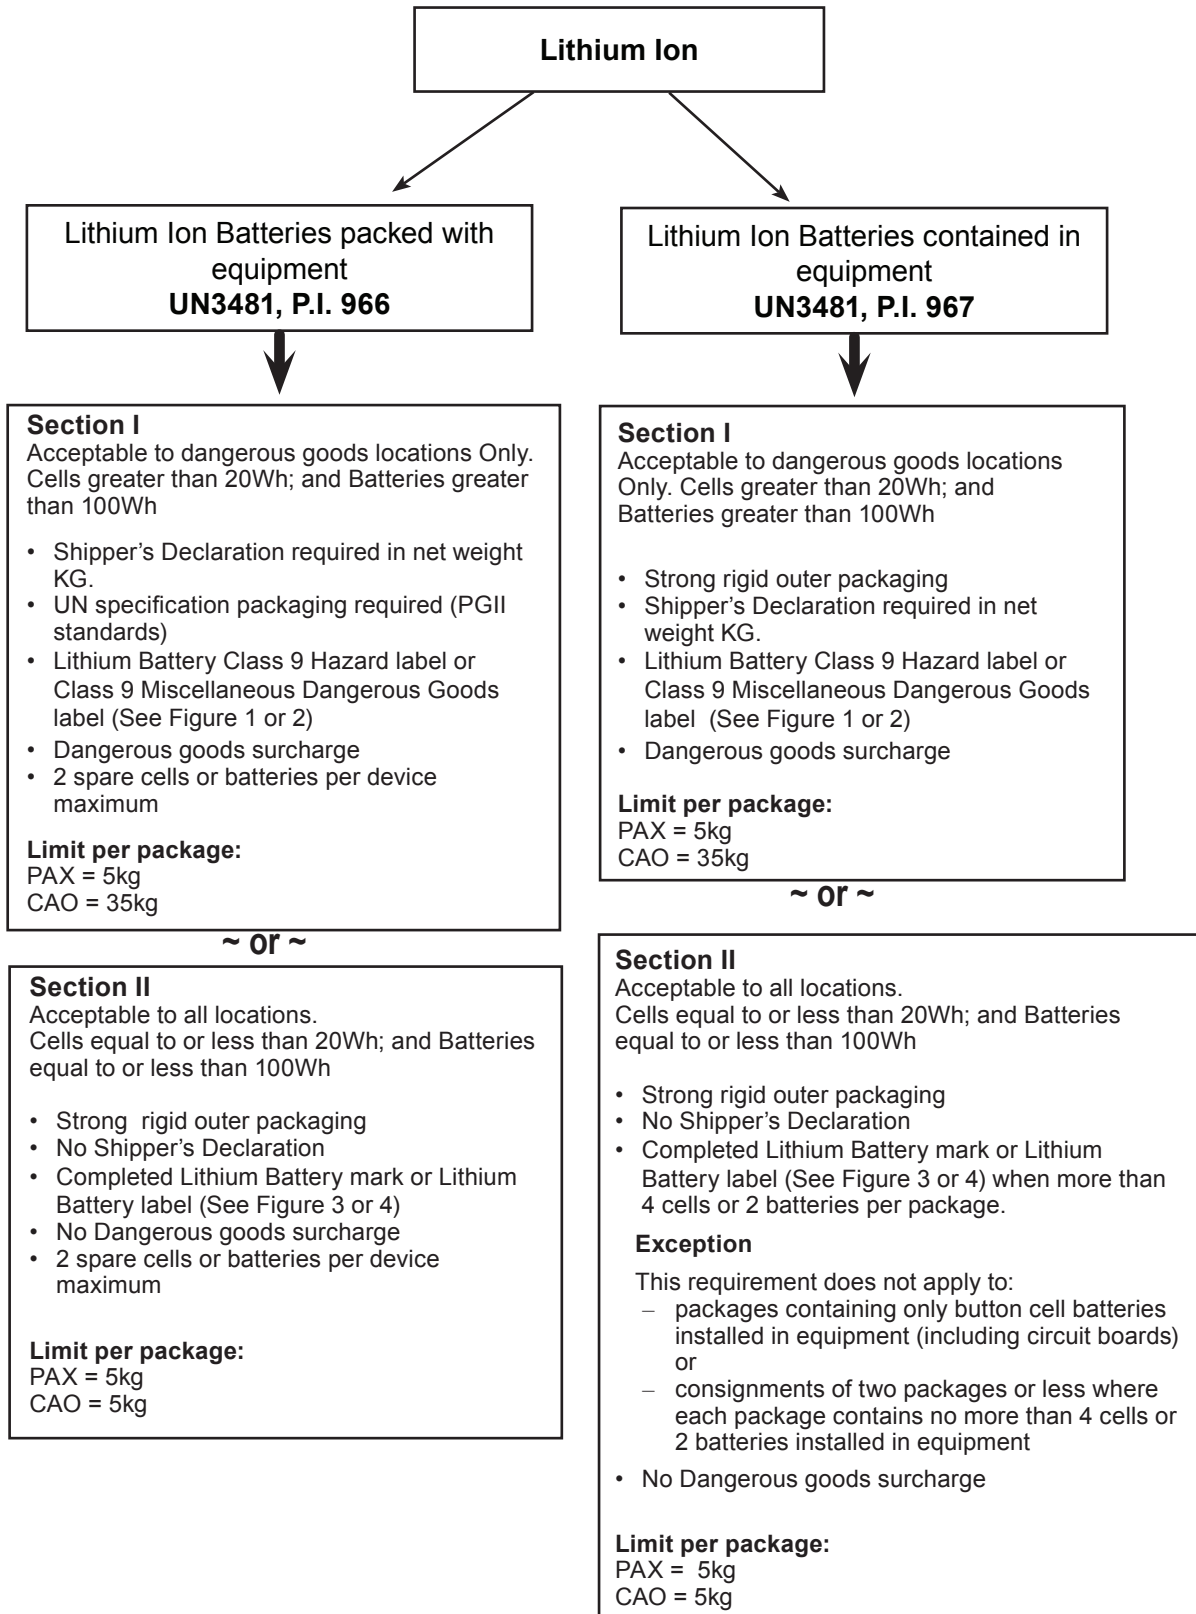 Lithium Ion
Lithium Ion Batteries packed with
equipment
UN3481, P.I. 966
Section I
Acceptable to dangerous goods locations Only.
Cells greater than 20Wh; and Batteries greater
than 100Wh
• Shipper's Declaration required in net weight
KG.
• UN specification packaging required (PGII
standards)
• Lithium Battery Class 9 Hazard label or
Class 9 Miscellaneous Dangerous Goods
label (See Figure 1 or 2)
• Dangerous goods surcharge
• 2 spare cells or batteries per device
maximum
Limit per package:
PAX = 5kg
CAO = 35kg
~ or ~
Section II
Acceptable to all locations.
Cells equal to or less than 20Wh; and Batteries
equal to or less than 100Wh
• Strong  rigid outer packaging
• No Shipper's Declaration
• Completed Lithium Battery mark or Lithium
Battery label (See Figure 3 or 4)
• No Dangerous goods surcharge
• 2 spare cells or batteries per device
maximum
Limit per package:
PAX = 5kg
CAO = 5kg
Lithium Ion Batteries contained in
equipment
UN3481, P.I. 967
Section I
Acceptable to dangerous goods locations
Only. Cells greater than 20Wh; and
Batteries greater than 100Wh
• Strong rigid outer packaging
• Shipper's Declaration required in net
weight KG.
• Lithium Battery Class 9 Hazard label or
Class 9 Miscellaneous Dangerous Goods
label  (See Figure 1 or 2)
• Dangerous goods surcharge
Limit per package:
PAX = 5kg
CAO = 35kg
~ or ~
Section II
Acceptable to all locations.
Cells equal to or less than 20Wh; and Batteries
equal to or less than 100Wh
• Strong rigid outer packaging
• No Shipper's Declaration
• Completed Lithium Battery mark or Lithium
Battery label (See Figure 3 or 4) when more than
4 cells or 2 batteries per package.
Exception
This requirement does not apply to:
– packages containing only button cell batteries
installed in equipment (including circuit boards)
or
– consignments of two packages or less where
each package contains no more than 4 cells or
2 batteries installed in equipment
• No Dangerous goods surcharge
Limit per package:
PAX =  5kg
CAO = 5kg